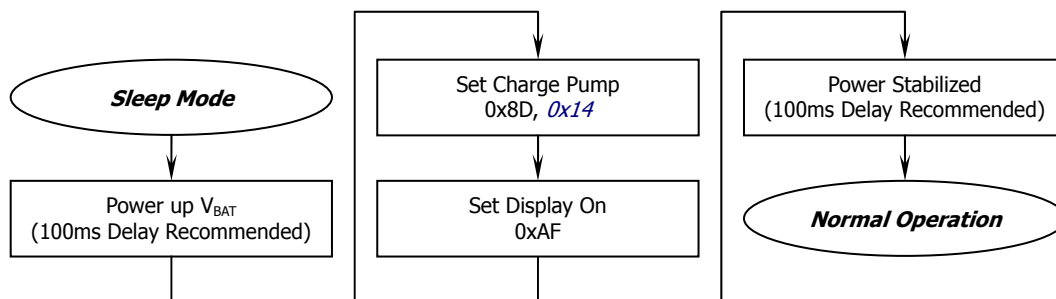 Sleep Mode
Power up VBAT
(100ms Delay Recommended)
Set Charge Pump
0x8D, 0x14
Set Display On
0xAF
Power Stabilized
(100ms Delay Recommended)
Normal Operation